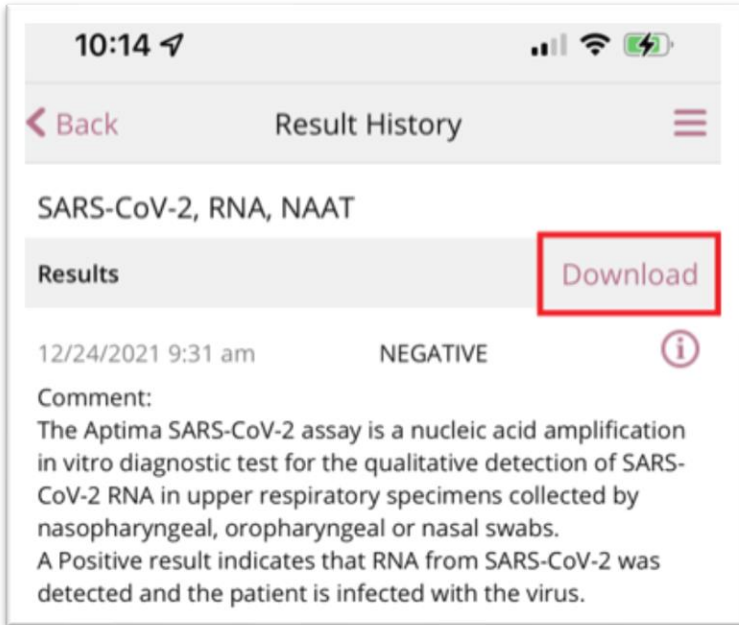 10:14
Back Result History
SARS-CoV-2, RNA, NAAT
Results Download
12/24/2021 9:31 am NEGATIVE
Comment:
The Aptima SARS-CoV-2 assay is a nucleic acid amplification
in vitro diagnostic test for the qualitative detection of SARS-
CoV-2 RNA in upper respiratory specimens collected by
nasopharyngeal, oropharyngeal or nasal swabs.
A Positive result indicates that RNA from SARS-CoV-2 was
detected and the patient is infected with the virus.